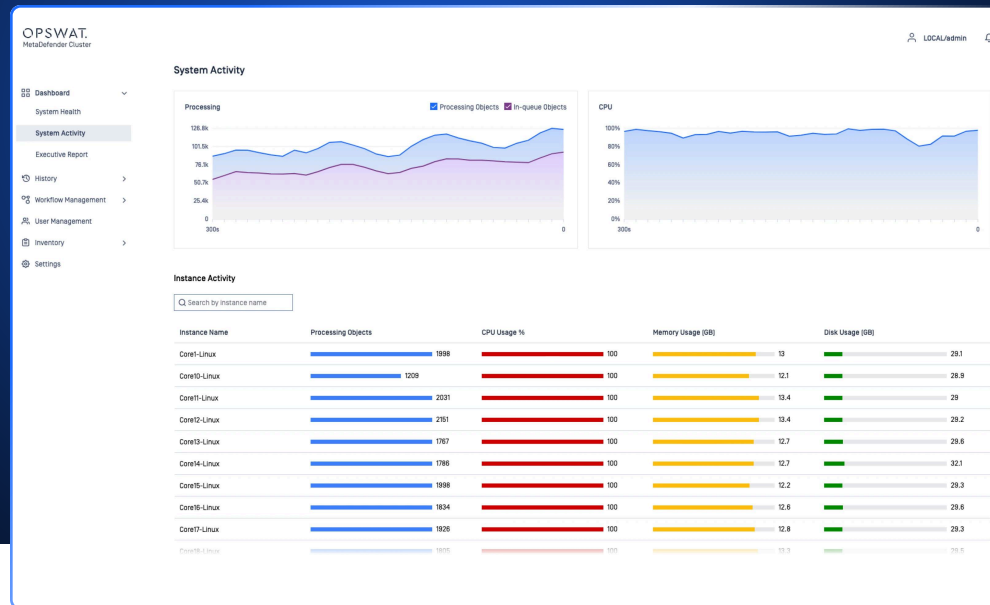 OPSWAT.
MetaDefender Cluster
LOCAL/admin
Dashboard
System Health
System Activity
Executive Report
History
Workflow Management
User Management
Inventory
Settings
System Activity
Processing
Processing Objects In-queue Objects
126.8k
101.5k
76.1k
50.7k
25.4k
0
300s 0
CPU
100%
80%
60%
40%
20%
0%
300s 0
Instance Activity
Search by instance name
Instance Name Processing Objects CPU Usage % Memory Usage (GB) Disk Usage (GB)
Core1-Linux 1998 100 13 29.1
Core10-Linux 1209 100 12.1 28.9
Core11-Linux 2031 100 13.4 29
Core12-Linux 2151 100 13.4 29.2
Core13-Linux 1767 100 12.7 29.6
Core14-Linux 1786 100 12.7 32.1
Core15-Linux 1998 100 12.2 29.3
Core16-Linux 1834 100 12.6 29.6
Core17-Linux 1926 100 12.8 29.3
100